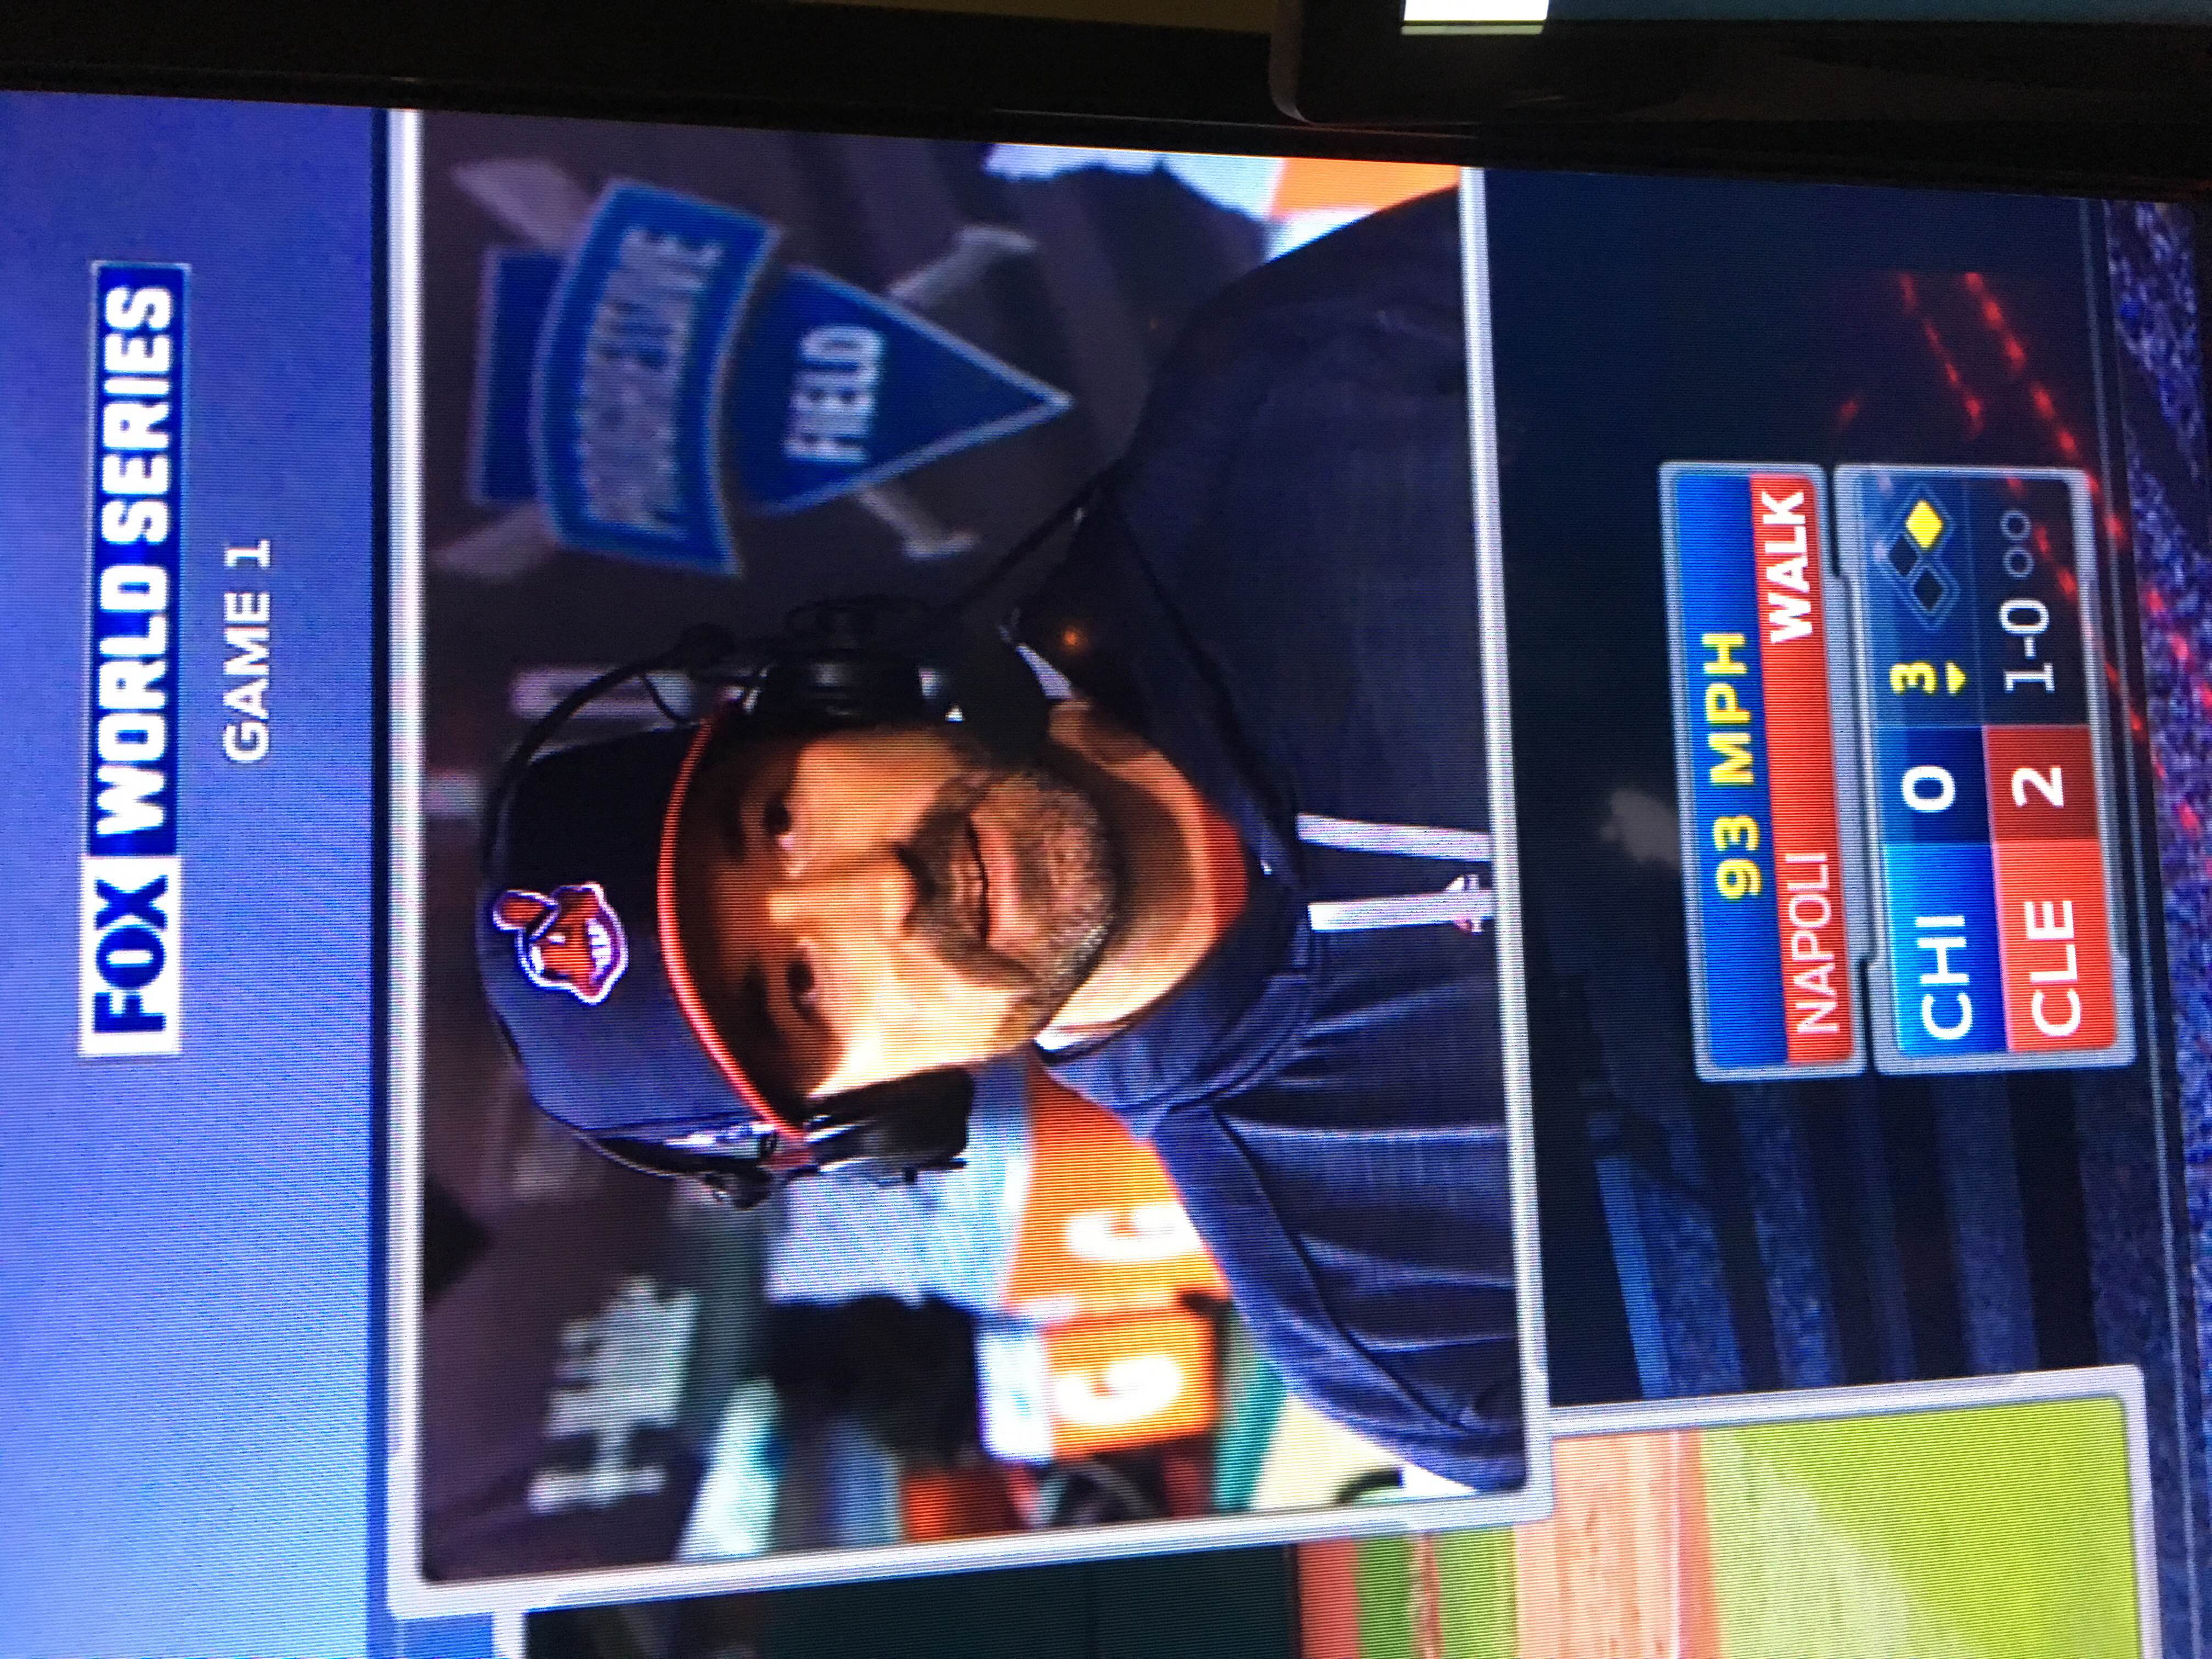 FOX WORLD SERIES
GAME 1
PROGRESSIVE
FIELD
G G
93 MPH
NAPOLI WALK
CHI 0 3
CLE 2 1-0